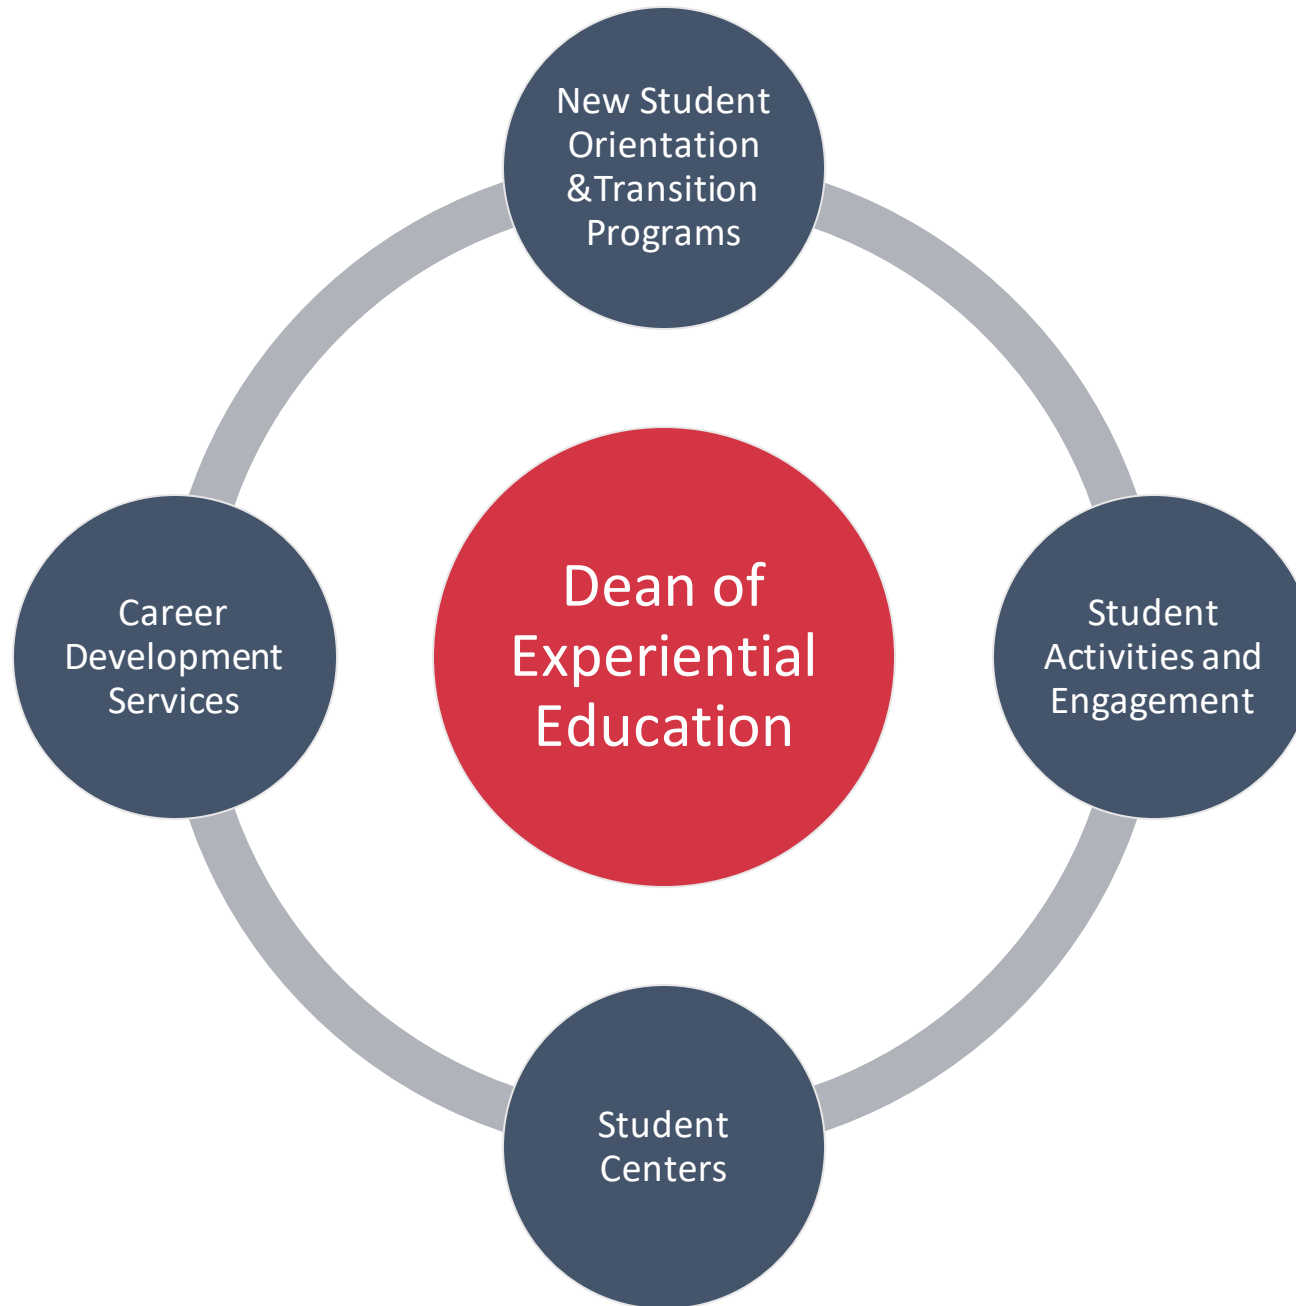 New Student
Orientation
&Transition
Programs
Career
Development
Services
Dean of
Experiential
Education
Student
Activities and
Engagement
Student
Centers